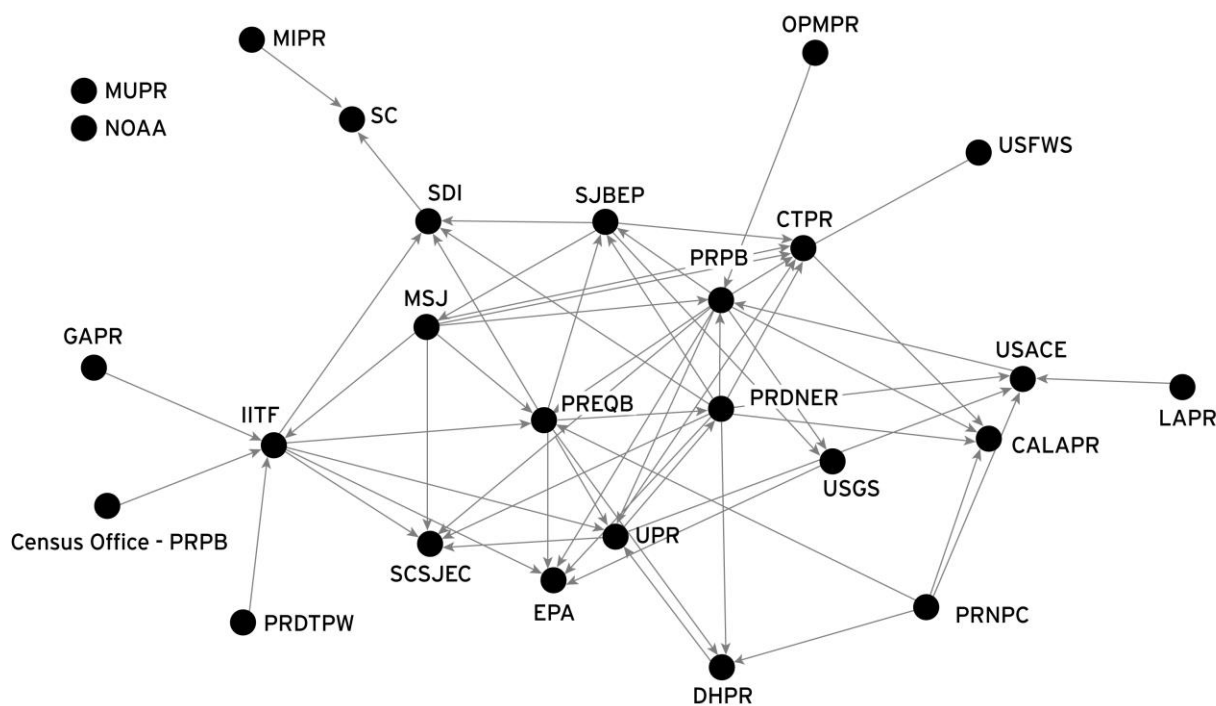 OPMPR
MIPR
MUPR
SC
NOAA
USFWS
SDI
SJBEP
CTPR
PRPB
MSJ
GAPR
USACE
IITF
PREQB
PRDNER
LAPR
CALAPR
USGS
Census Office - PRPB
UPR
SCSJEC
EPA
PRNPC
PRDTPW
DHPR